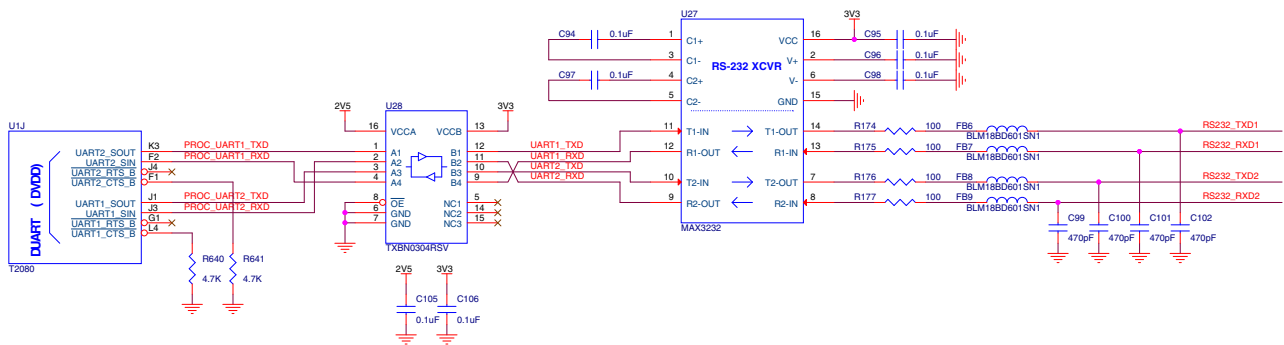 U27
3V3
C94
0.1uF
1
C1+
VCC
16
C95
0.1uF
3
C1-
RS-232 XCVR
V+
2
C96
0.1uF
C97
0.1uF
4
C2+
V-
6
C98
0.1uF
5
C2-
GND
15
11
T1-IN
T1-OUT
14
R174
100
FB6
BLM18BD601SN1
RS232_TXD1
12
R1-OUT
R1-IN
13
R175
100
FB7
BLM18BD601SN1
RS232_RXD1
10
T2-IN
T2-OUT
7
R176
100
FB8
BLM18BD601SN1
RS232_TXD2
9
R2-OUT
R2-IN
8
R177
100
FB9
BLM18BD601SN1
RS232_RXD2
MAX3232
C99
C100
C101
C102
470pF
470pF
470pF
470pF
2V5
U28
3V3
16
VCCA
VCCB
13
1
A1
B1
12
UART1_TXD
2
A2
B2
11
UART1_RXD
3
A3
B3
10
UART2_TXD
4
A4
B4
9
UART2_RXD
8
OE
NC1
5
6
GND
NC2
14
7
GND
NC3
15
TXBN0304RSV
U1J
DUART ( DVDD)
UART2_SOUT
K3
PROC_UART1_TXD
UART2_SIN
F2
PROC_UART1_RXD
UART2_RTS_B
J4
UART2_CTS_B
F1
UART1_SOUT
J1
PROC_UART2_TXD
UART1_SIN
J3
PROC_UART2_RXD
UART1_RTS_B
G1
UART1_CTS_B
L4
T2080
R640
4.7K
R641
4.7K
2V5
3V3
C105
0.1uF
C106
0.1uF